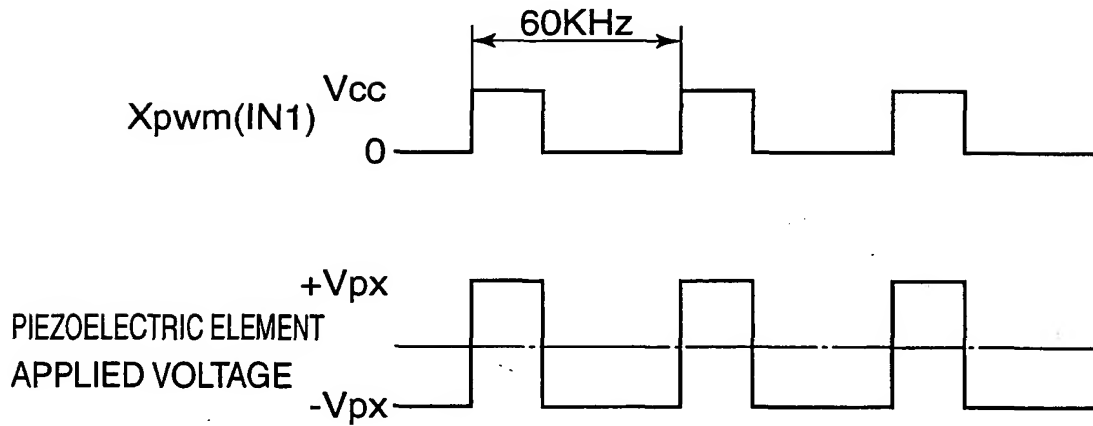 60KHz
Xpwm(IN1)
Vcc
0
PIEZOELECTRIC ELEMENT
APPLIED VOLTAGE
+Vpx
-Vpx